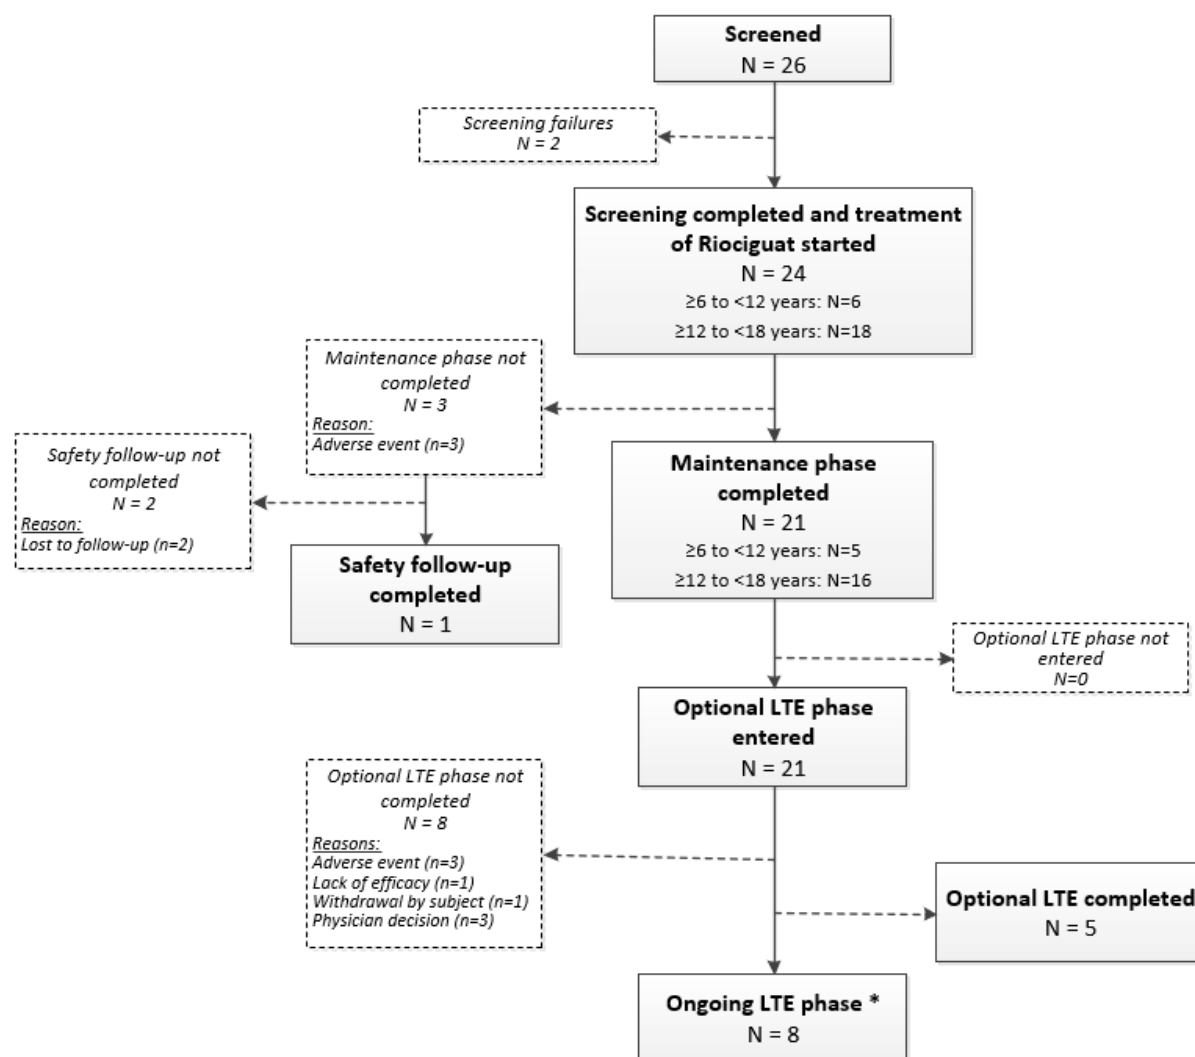 Screened
N = 26
Screening failures
N = 2
Screening completed and treatment
of Riociguat started
N = 24
≥6 to <12 years: N=6
≥12 to <18 years: N=18
Maintenance phase not
completed
N = 3
Reason:
Adverse event (n=3)
Safety follow-up not
completed
N = 2
Reason:
Lost to follow-up (n=2)
Safety follow-up
completed
N = 1
Maintenance phase
completed
N = 21
≥6 to <12 years: N=5
≥12 to <18 years: N=16
Optional LTE phase not
entered
N=0
Optional LTE phase
entered
N = 21
Optional LTE phase not
completed
N = 8
Reasons:
Adverse event (n=3)
Lack of efficacy (n=1)
Withdrawal by subject (n=1)
Physician decision (n=3)
Optional LTE completed
N = 5
Ongoing LTE phase *
N = 8